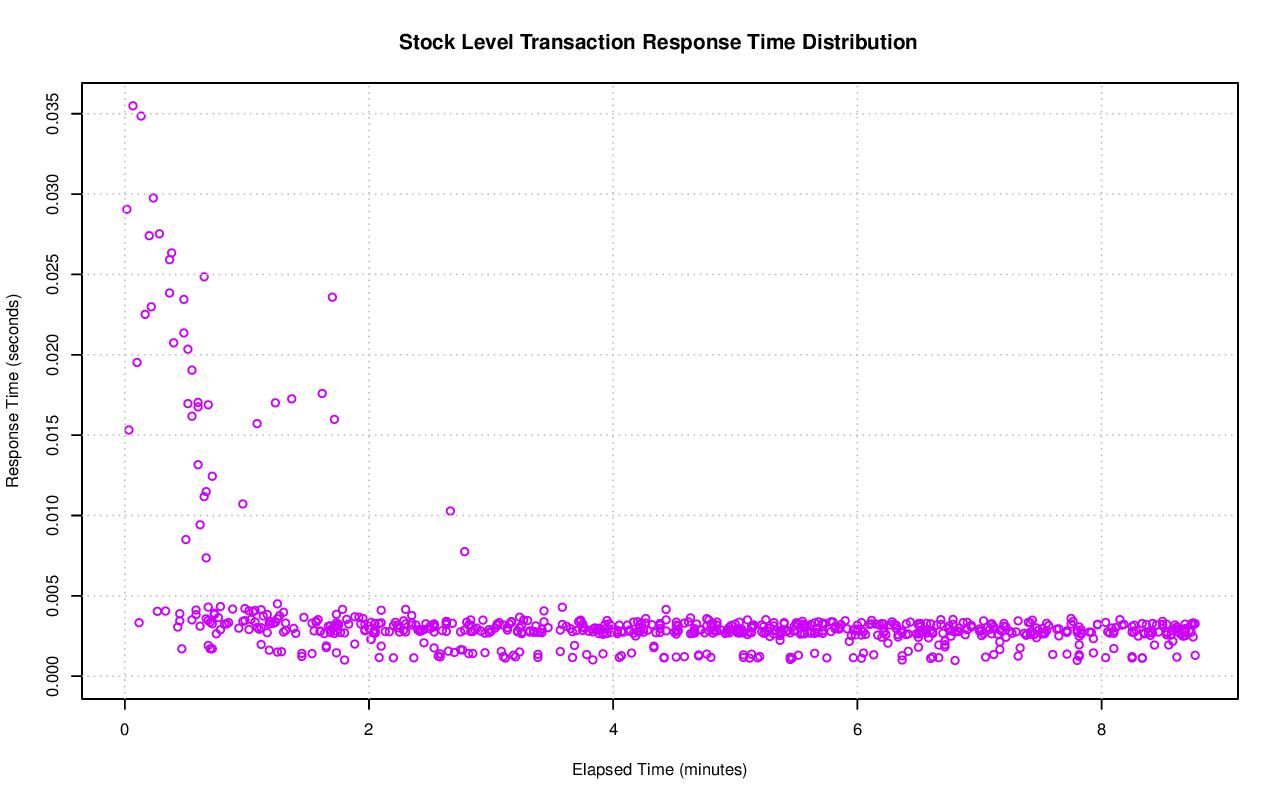 Stock Level Transaction Response Time Distribution
Response Time (seconds)
0.035
0.030
0.025
0.020
0.015
0.010
0.005
0.000
0 2 4 6 8
Elapsed Time (minutes)